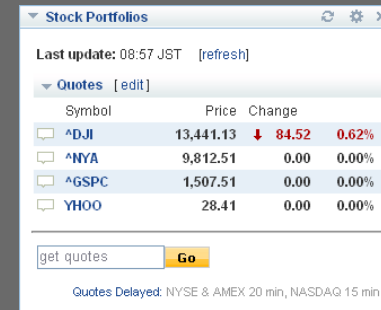 Stock Portfolios
Last update: 08:57 JST [refresh]
Quotes [edit]
Symbol Price Change
^DJI 13,441.13 84.52 0.62%
^NYA 9,812.51 0.00 0.00%
^GSPC 1,507.51 0.00 0.00%
YHOO 28.41 0.00 0.00%
get quotes Go
Quotes Delayed: NYSE & AMEX 20 min, NASDAQ 15 min